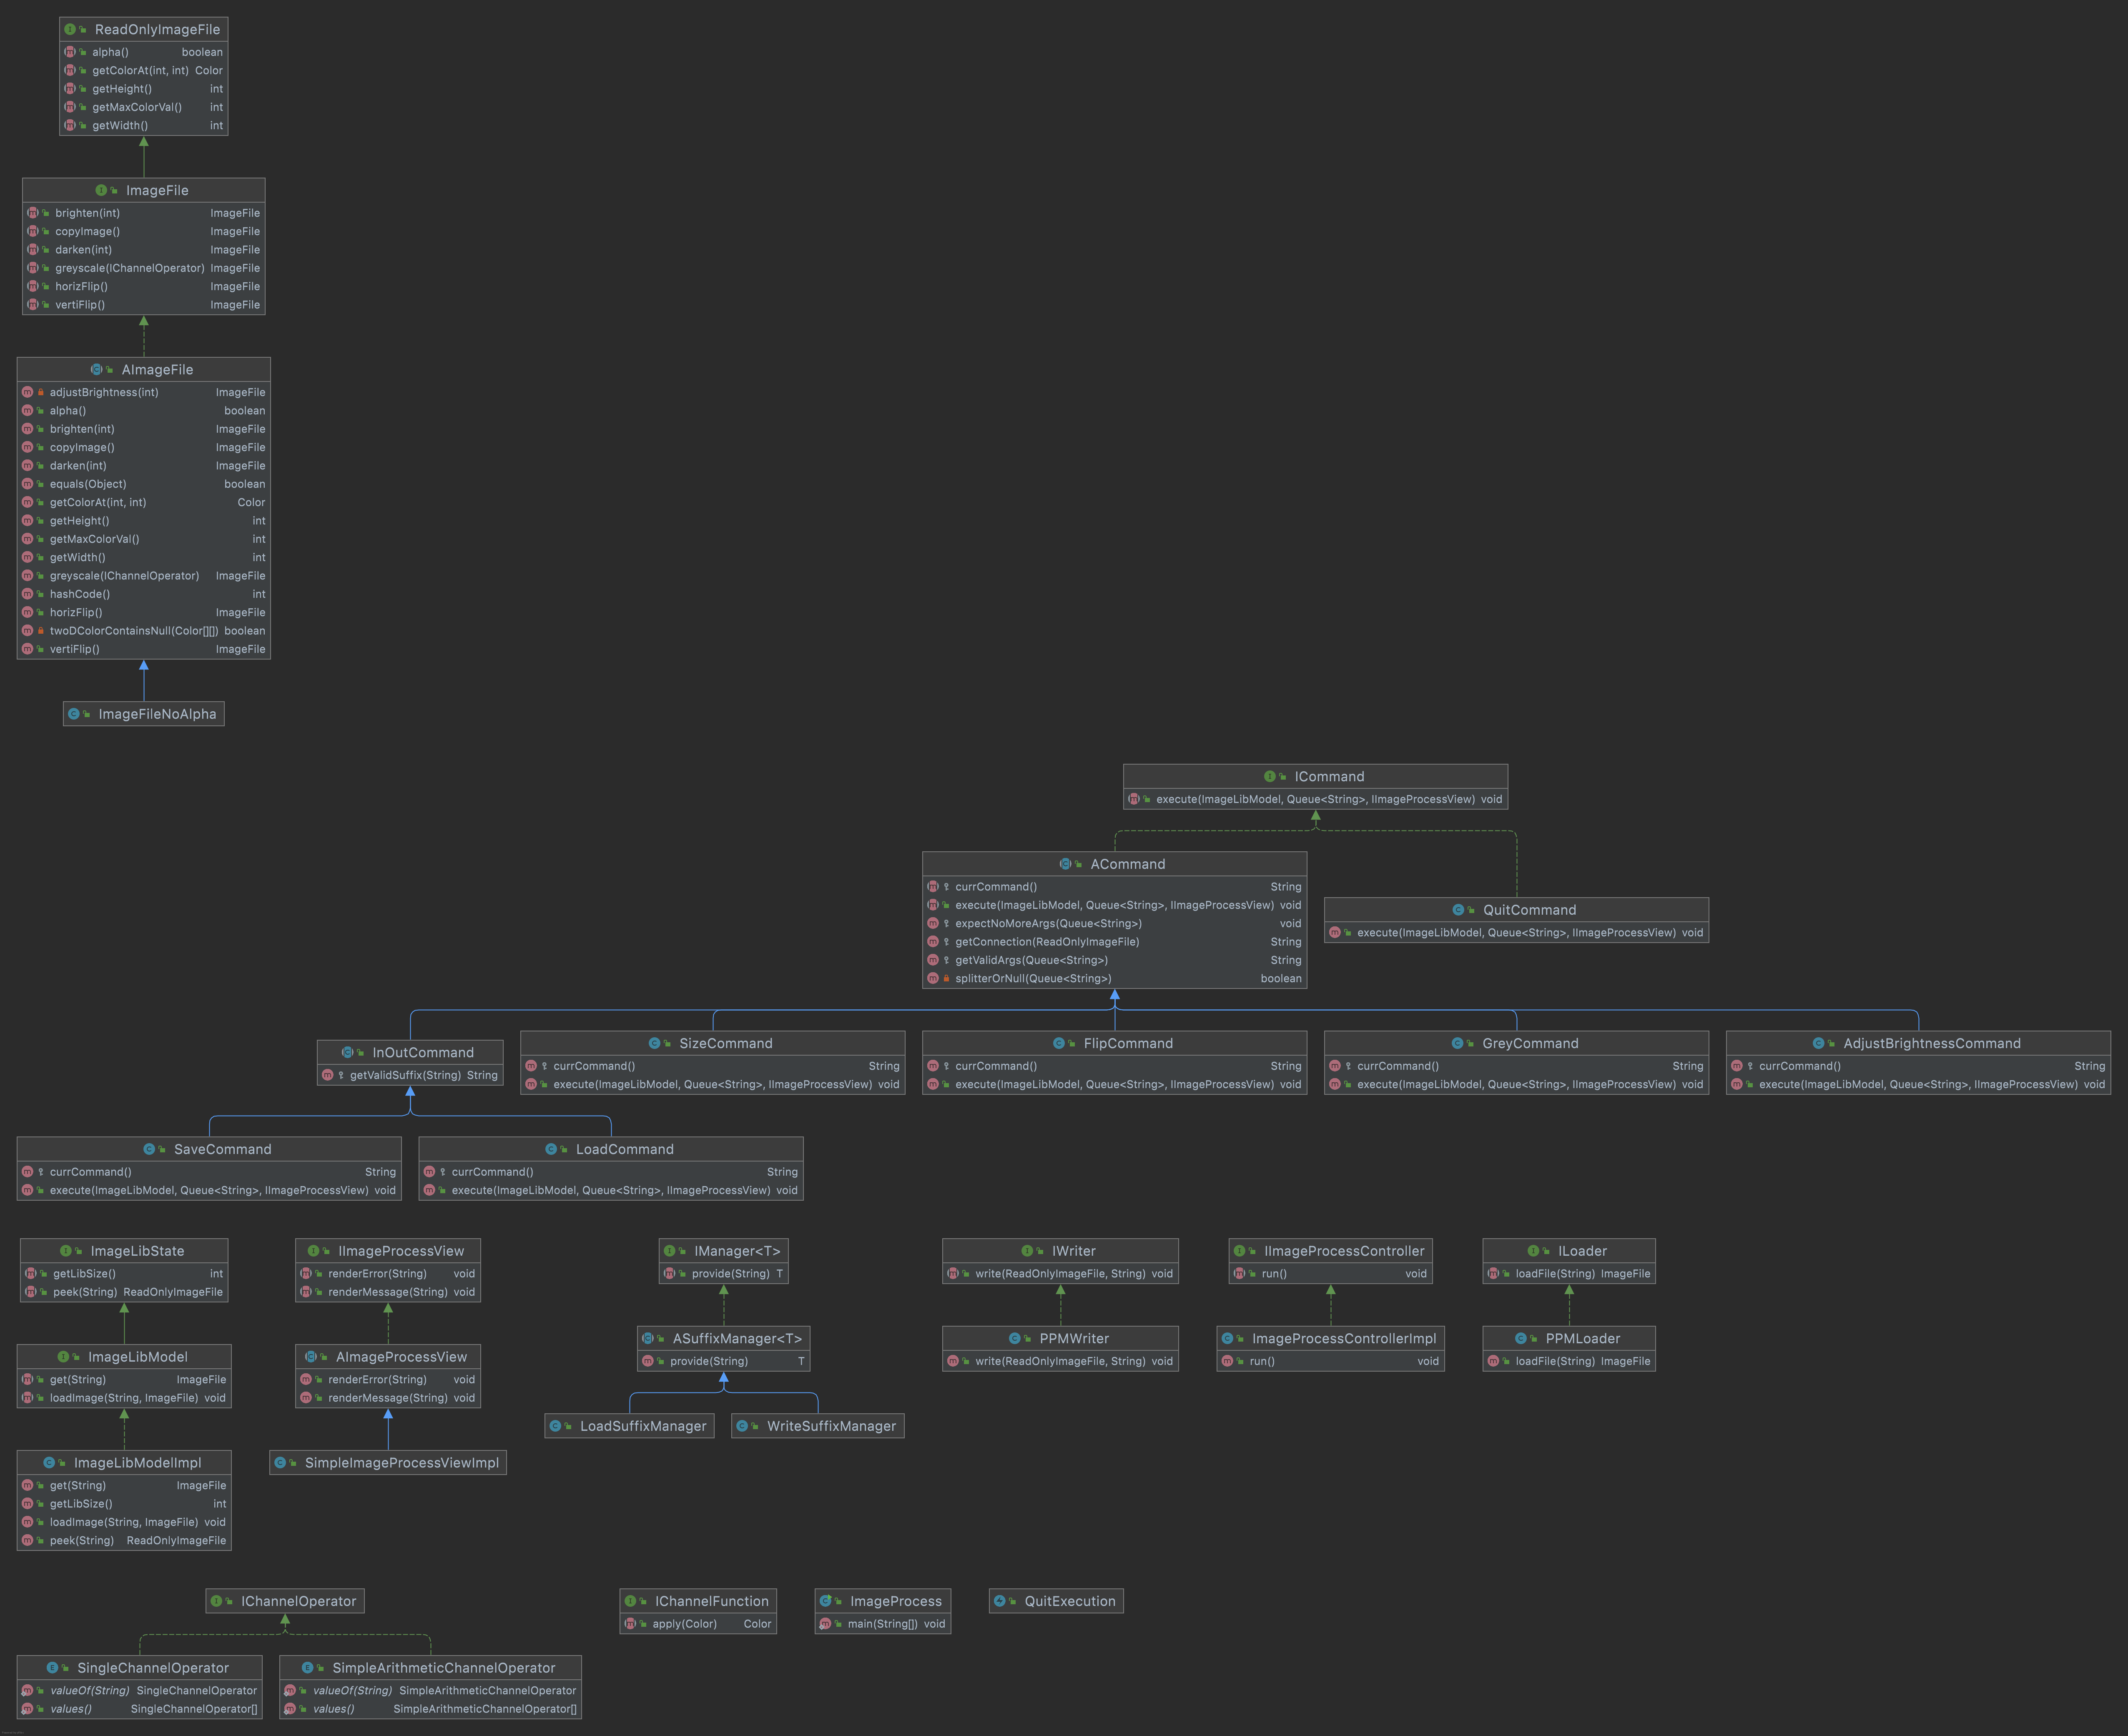 ReadOnlyImageFile
alpha() boolean
getColorAt(int, int) Color
getHeight() int
getMaxColorVal() int
getWidth() int
ImageFile
brighten(int) ImageFile
copyImage() ImageFile
darken(int) ImageFile
greyscale(IChannelOperator) ImageFile
horizFlip() ImageFile
vertiFlip() ImageFile
AImageFile
adjustBrightness(int) ImageFile
alpha() boolean
brighten(int) ImageFile
copyImage() ImageFile
darken(int) ImageFile
equals(Object) boolean
getColorAt(int, int) Color
getHeight() int
getMaxColorVal() int
getWidth() int
greyscale(IChannelOperator) ImageFile
hashCode() int
horizFlip() ImageFile
twoDColorContainsNull(Color[][]) boolean
vertiFlip() ImageFile
ImageFileNoAlpha
ICommand
execute(ImageLibModel, Queue<String>, IImageProcessView) void
ACommand
currCommand() String
execute(ImageLibModel, Queue<String>, IImageProcessView) void
expectNoMoreArgs(Queue<String>) void
getConnection(ReadOnlyImageFile) String
getValidArgs(Queue<String>) String
splitterOrNull(Queue<String>) boolean
QuitCommand
execute(ImageLibModel, Queue<String>, IImageProcessView) void
InOutCommand
getValidSuffix(String) String
SizeCommand
currCommand() String
execute(ImageLibModel, Queue<String>, IImageProcessView) void
FlipCommand
currCommand() String
execute(ImageLibModel, Queue<String>, IImageProcessView) void
GreyCommand
currCommand() String
execute(ImageLibModel, Queue<String>, IImageProcessView) void
AdjustBrightnessCommand
currCommand() String
execute(ImageLibModel, Queue<String>, IImageProcessView) void
SaveCommand
currCommand() String
execute(ImageLibModel, Queue<String>, IImageProcessView) void
LoadCommand
currCommand() String
execute(ImageLibModel, Queue<String>, IImageProcessView) void
ImageLibState
getLibSize() int
peek(String) ReadOnlyImageFile
IImageProcessView
renderError(String) void
renderMessage(String) void
IManager<T>
provide(String) T
IWriter
write(ReadOnlyImageFile, String) void
IImageProcessController
run() void
ILoader
loadFile(String) ImageFile
ImageLibModel
get(String) ImageFile
loadImage(String, ImageFile) void
AImageProcessView
renderError(String) void
renderMessage(String) void
ASuffixManager<T>
provide(String) T
PPMWriter
write(ReadOnlyImageFile, String) void
ImageProcessControllerImpl
run() void
PPMLoader
loadFile(String) ImageFile
LoadSuffixManager
WriteSuffixManager
ImageLibModelImpl
get(String) ImageFile
getLibSize() int
loadImage(String, ImageFile) void
peek(String) ReadOnlyImageFile
SimpleImageProcessViewImpl
IChannelOperator
IChannelFunction
apply(Color) Color
ImageProcess
main(String[]) void
QuitExecution
SingleChannelOperator
valueOf(String) SingleChannelOperator
values() SingleChannelOperator[]
SimpleArithmeticChannelOperator
valueOf(String) SimpleArithmeticChannelOperator
values() SimpleArithmeticChannelOperator[]